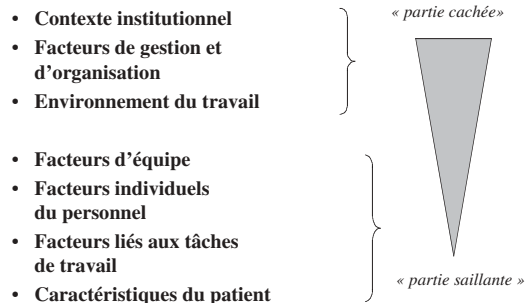 • Contexte institutionnel
• Facteurs de gestion et
d'organisation
• Environnement du travail
• Facteurs d'équipe
• Facteurs individuels
du personnel
• Facteurs liés aux tâches
de travail
• Caractéristiques du patient
« partie cachée»
« partie saillante »